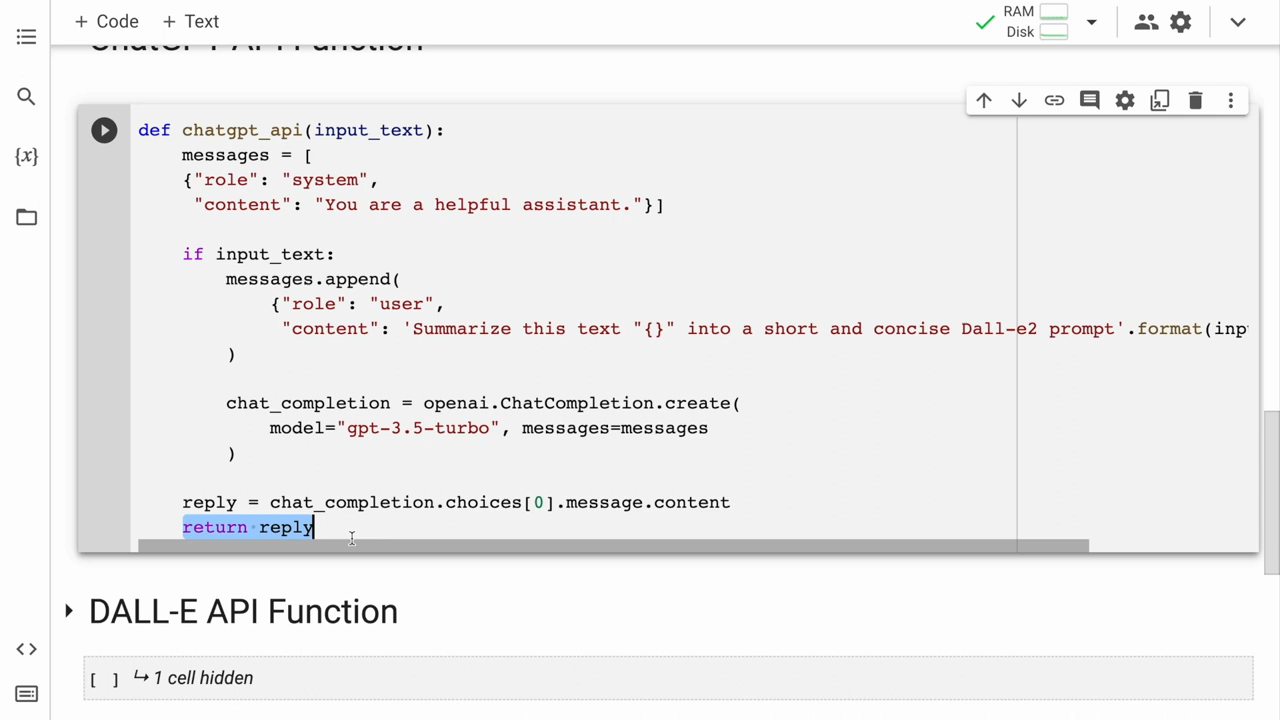 + Code + Text
RAM
Disk
ChatGPT API Function
{x}
def chatgpt_api(input_text):
messages = [
{"role": "system",
"content": "You are a helpful assistant."}]
if input_text:
messages.append(
{"role": "user",
"content": 'Summarize this text "{}" into a short and concise Dall-e2 prompt'.format(inp
)
chat_completion = openai.ChatCompletion.create(
model="gpt-3.5-turbo", messages=messages
)
reply = chat_completion.choices[0].message.content
return reply
DALL-E API Function
[ ] ↳ 1 cell hidden